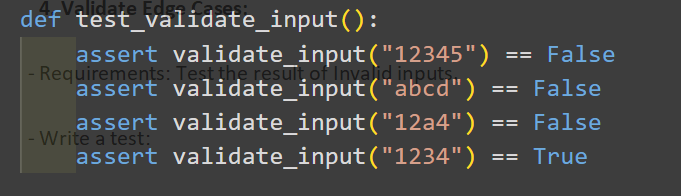 4. Validate Edge Cases:
def test_validate_input():
assert validate_input("12345") == False
- Requirements: Test the result of Invalid inputs.
assert validate_input("abcd") == False
assert validate_input("12a4") == False
- Write a test:
assert validate_input("1234") == True